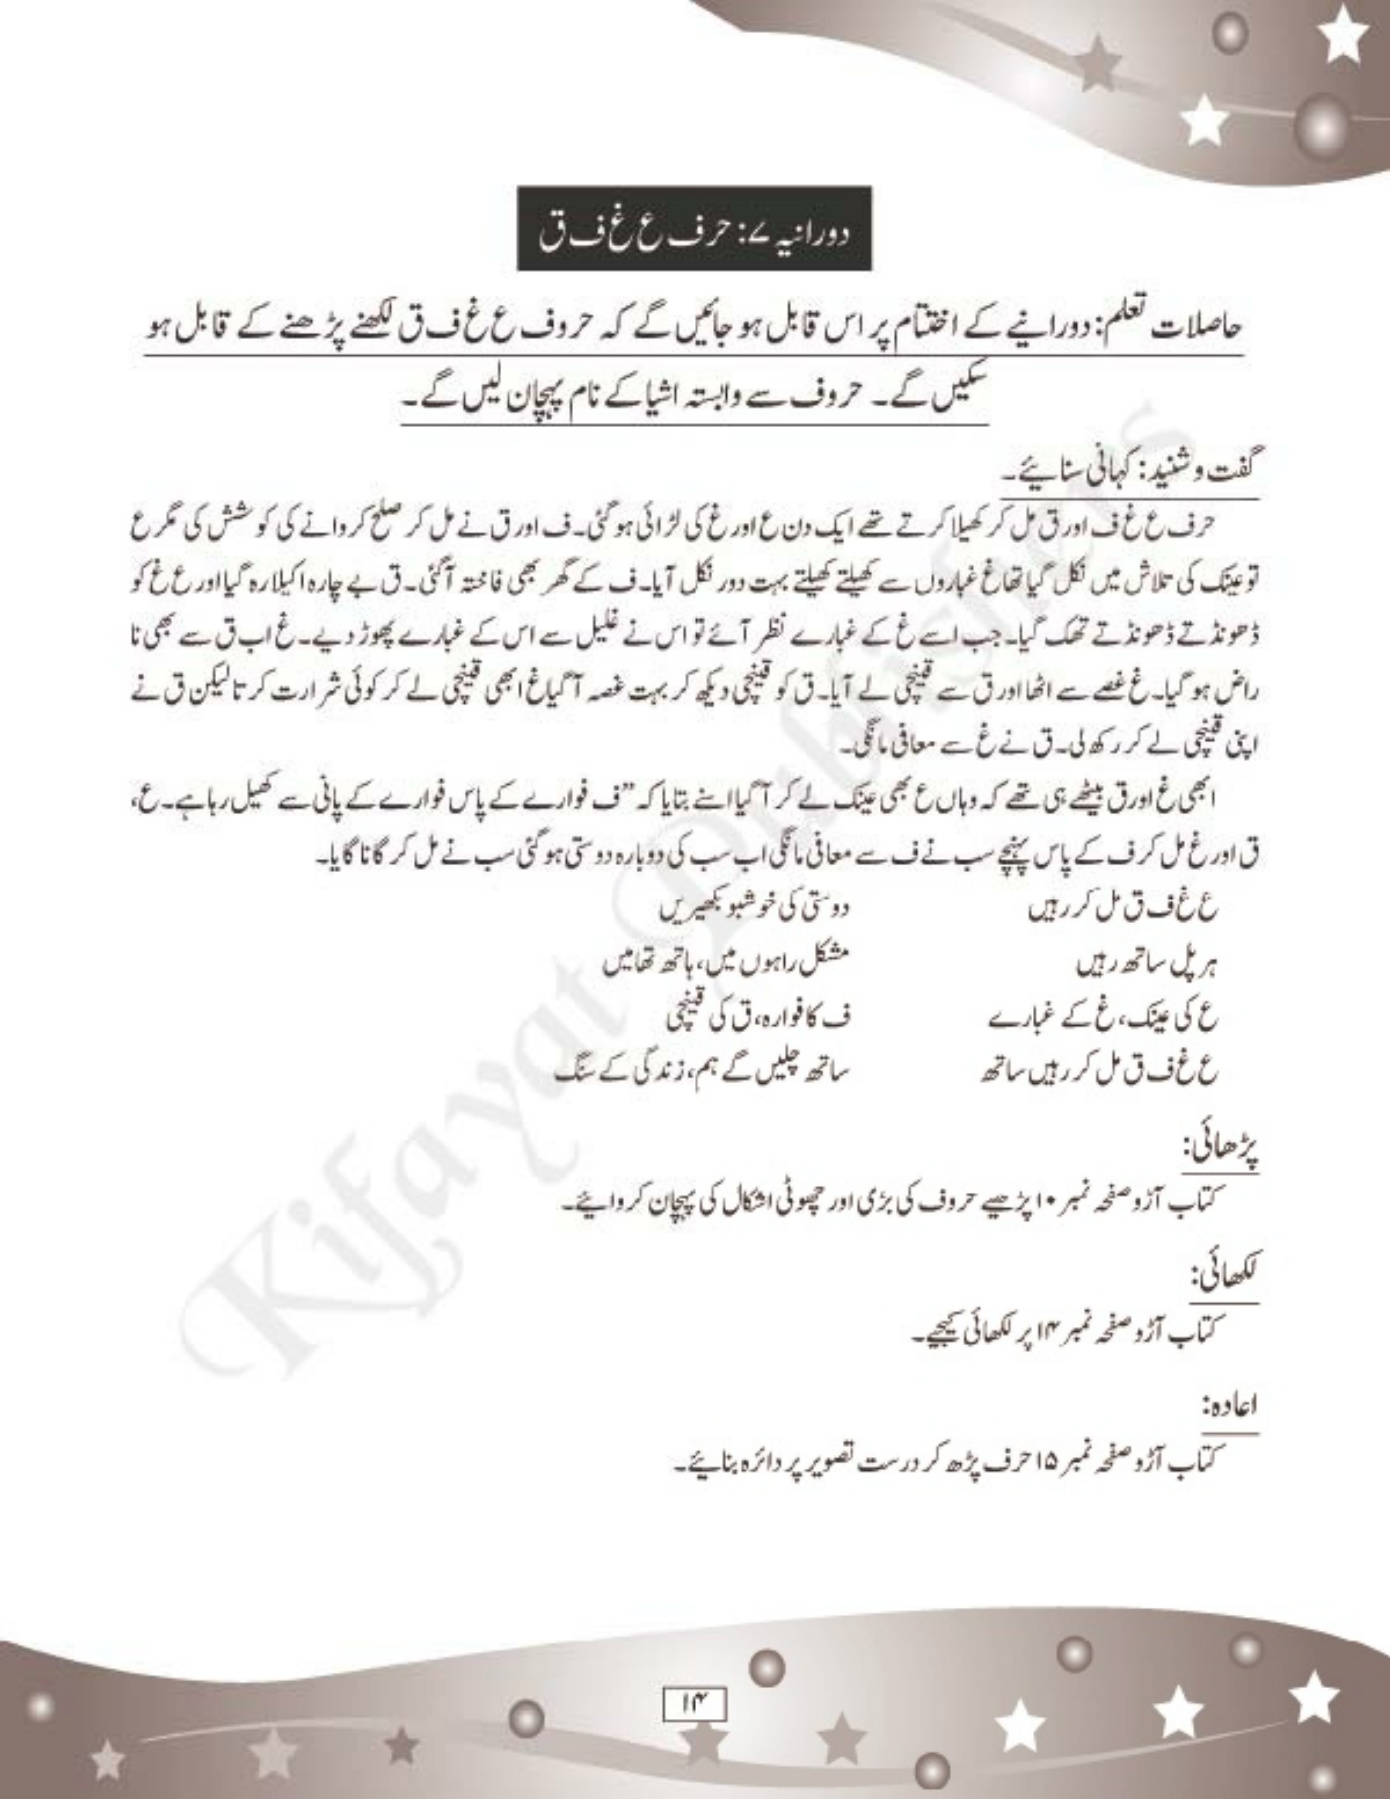 دورانیہ ۷: حرف ع غ ف ق
حاصلات تعلم: دورانیے کے اختتام پر اس قابل ہو جائیں گے کہ حروف ع غ ف ق لکھنے پڑھنے کے قابل ہو
سکیں گے۔ حروف سے وابستہ اشیا کے نام پہچان لیں گے۔
گفت و شنید: کہانی سنایئے۔
حرف ع غ ف اور ق مل کر کھیلا کرتے تھے ایک دن ع اور غ کی لڑائی ہو گئی۔ ف اور ق نے مل کر صلح کروانے کی کوشش کی مگر ع
تو عینک کی تلاش میں نکل گیا تھا غ غباروں سے کھیلتے کھیلتے بہت دور نکل آیا۔ ف کے گھر بھی فاختہ آ گئی۔ ق بے چارہ اکیلا رہ گیا اور ع غ کو
ڈھونڈتے ڈھونڈتے تھک گیا۔ جب اسے غ کے غبارے نظر آئے تو اس نے غلیل سے اس کے غبارے پھوڑ دیے۔ غ اب ق سے بھی نا
راض ہو گیا۔ غ غصے سے اٹھا اور ق سے قینچی لے آیا۔ ق کو قینچی دیکھ کر بہت غصہ آ گیا غ ابھی قینچی لے کر کوئی شرارت کرتا لیکن ق نے
اپنی قینچی لے کر رکھ لی۔ ق نے غ سے معافی مانگی۔
ابھی غ اور ق بیٹھے ہی تھے کہ وہاں ع بھی عینک لے کر آ گیا اسنے بتایا کہ ”ف فوارے کے پاس فوارے کے پانی سے کھیل رہا ہے۔ ع،
ق اور غ مل کر ف کے پاس پہنچے سب نے ف سے معافی مانگی اب سب کی دوبارہ دوستی ہو گئی سب نے مل کر گانا گایا۔
ع غ ف ق مل کر رہیں دوستی کی خوشبو بکھیریں
ہر پل ساتھ رہیں مشکل راہوں میں، ہاتھ تھامیں
ع کی عینک، غ کے غبارے ف کا فوارہ، ق کی قینچی
ع غ ف ق مل کر رہیں ساتھ ساتھ چلیں گے ہم، زندگی کے سنگ
پڑھائی:
کتاب آڑو صفحہ نمبر ۱۰ پڑھیے حروف کی بڑی اور چھوٹی اشکال کی پہچان کروایئے۔
لکھائی:
کتاب آڑو صفحہ نمبر ۱۴ پر لکھائی کیجیے۔
اعادہ:
کتاب آڑو صفحہ نمبر ۱۵ حرف پڑھ کر درست تصویر پر دائرہ بنایئے۔
۱۴
Kifayat Publishers